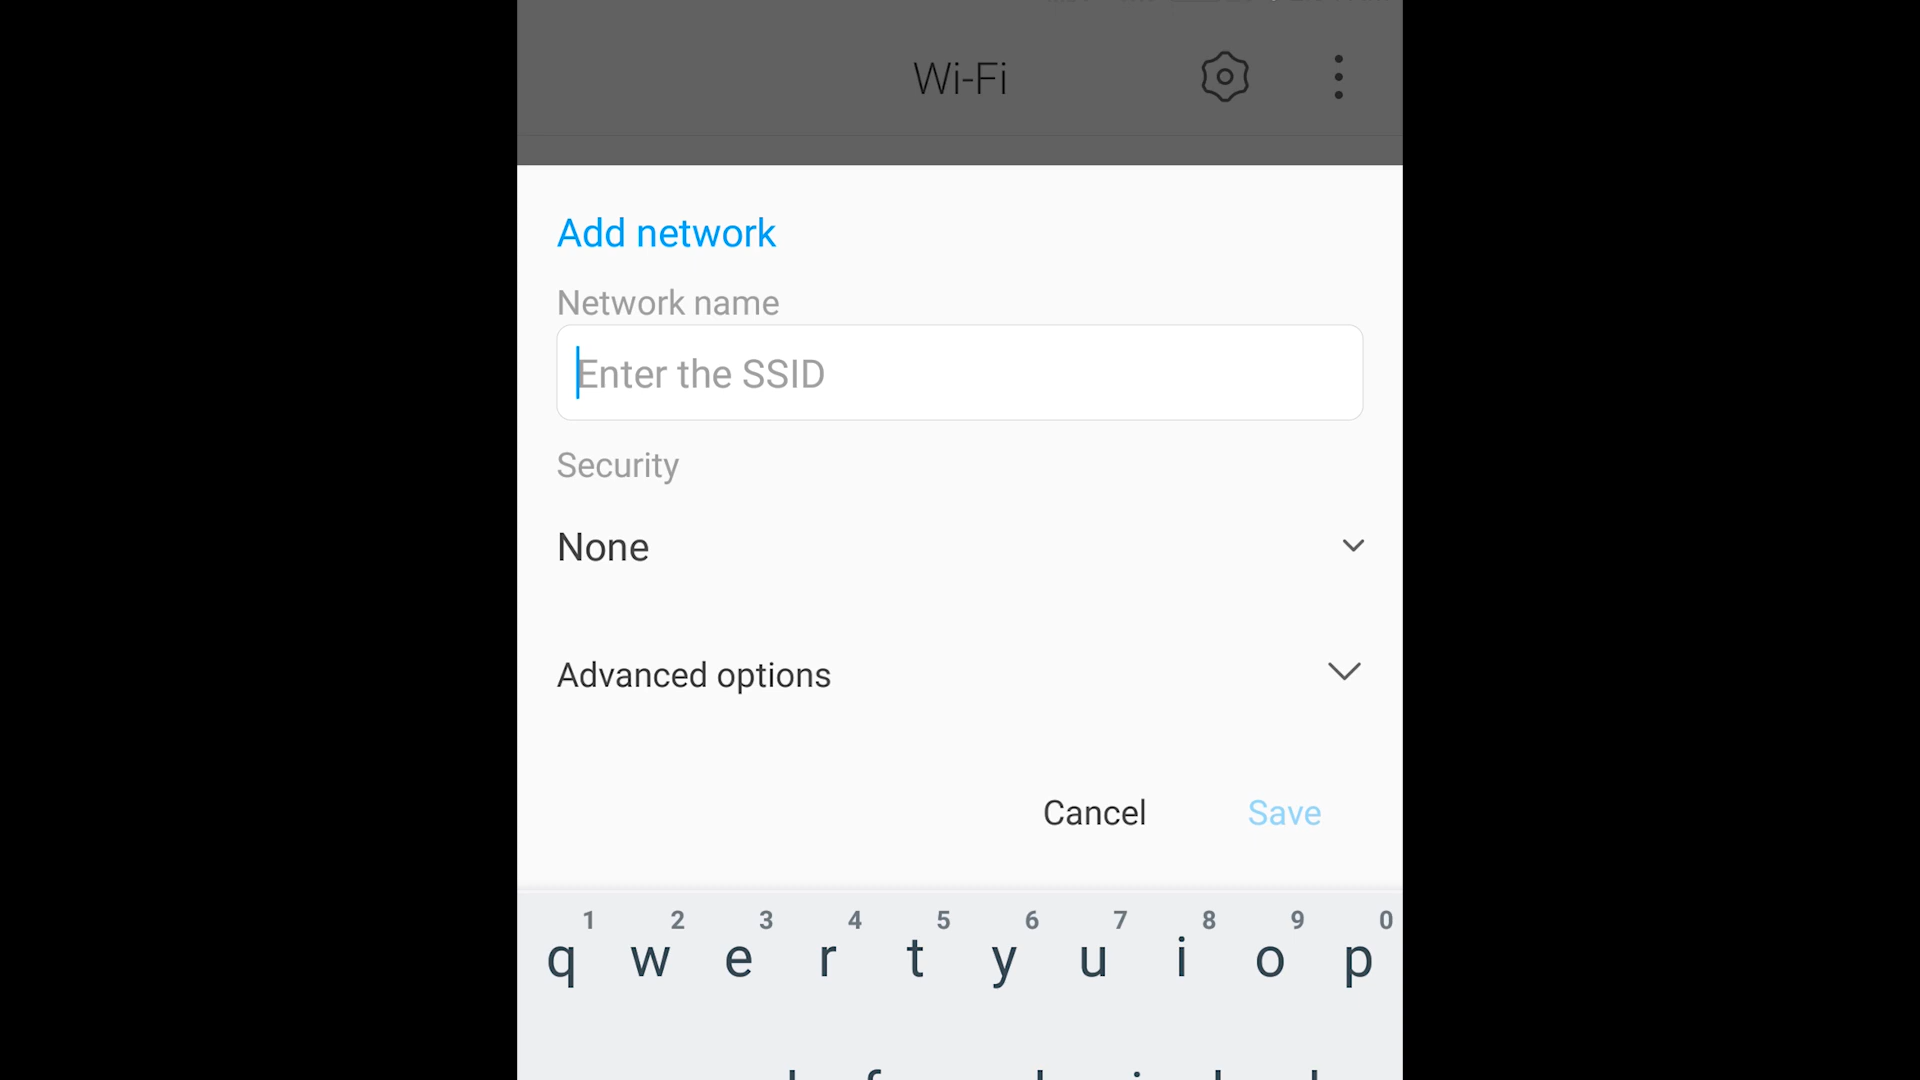 Wi-Fi
Add network
Network name
Enter the SSID
Security
None
Advanced options
Cancel Save
1 2 3 4 5 6 7 8 9 0
q w e r t y u i o p